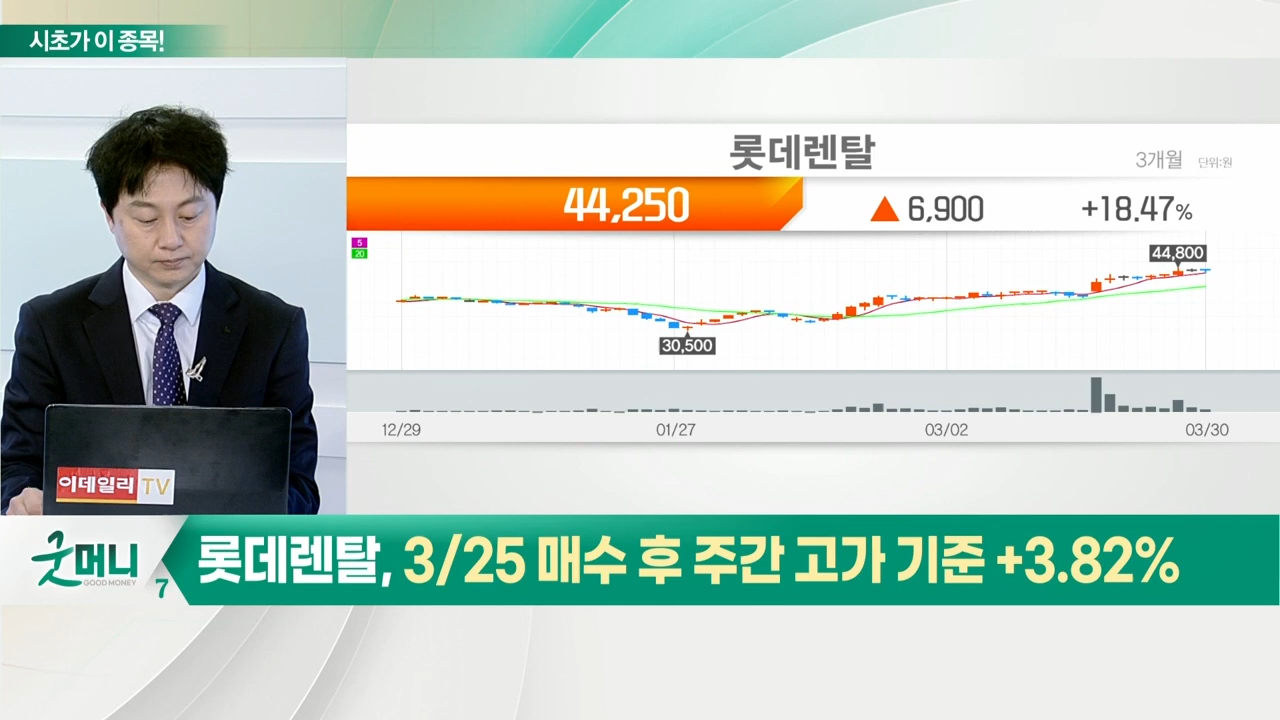 시초가 이 종목!
롯데렌탈
3개월 단위:원
44,250 ▲ 6,900 +18.47%
5
20
44,800
30,500
12/29 01/27 03/02 03/30
이데일리 TV
굿머니
GOOD MONEY
7
롯데렌탈, 3/25 매수 후 주간 고가 기준 +3.82%